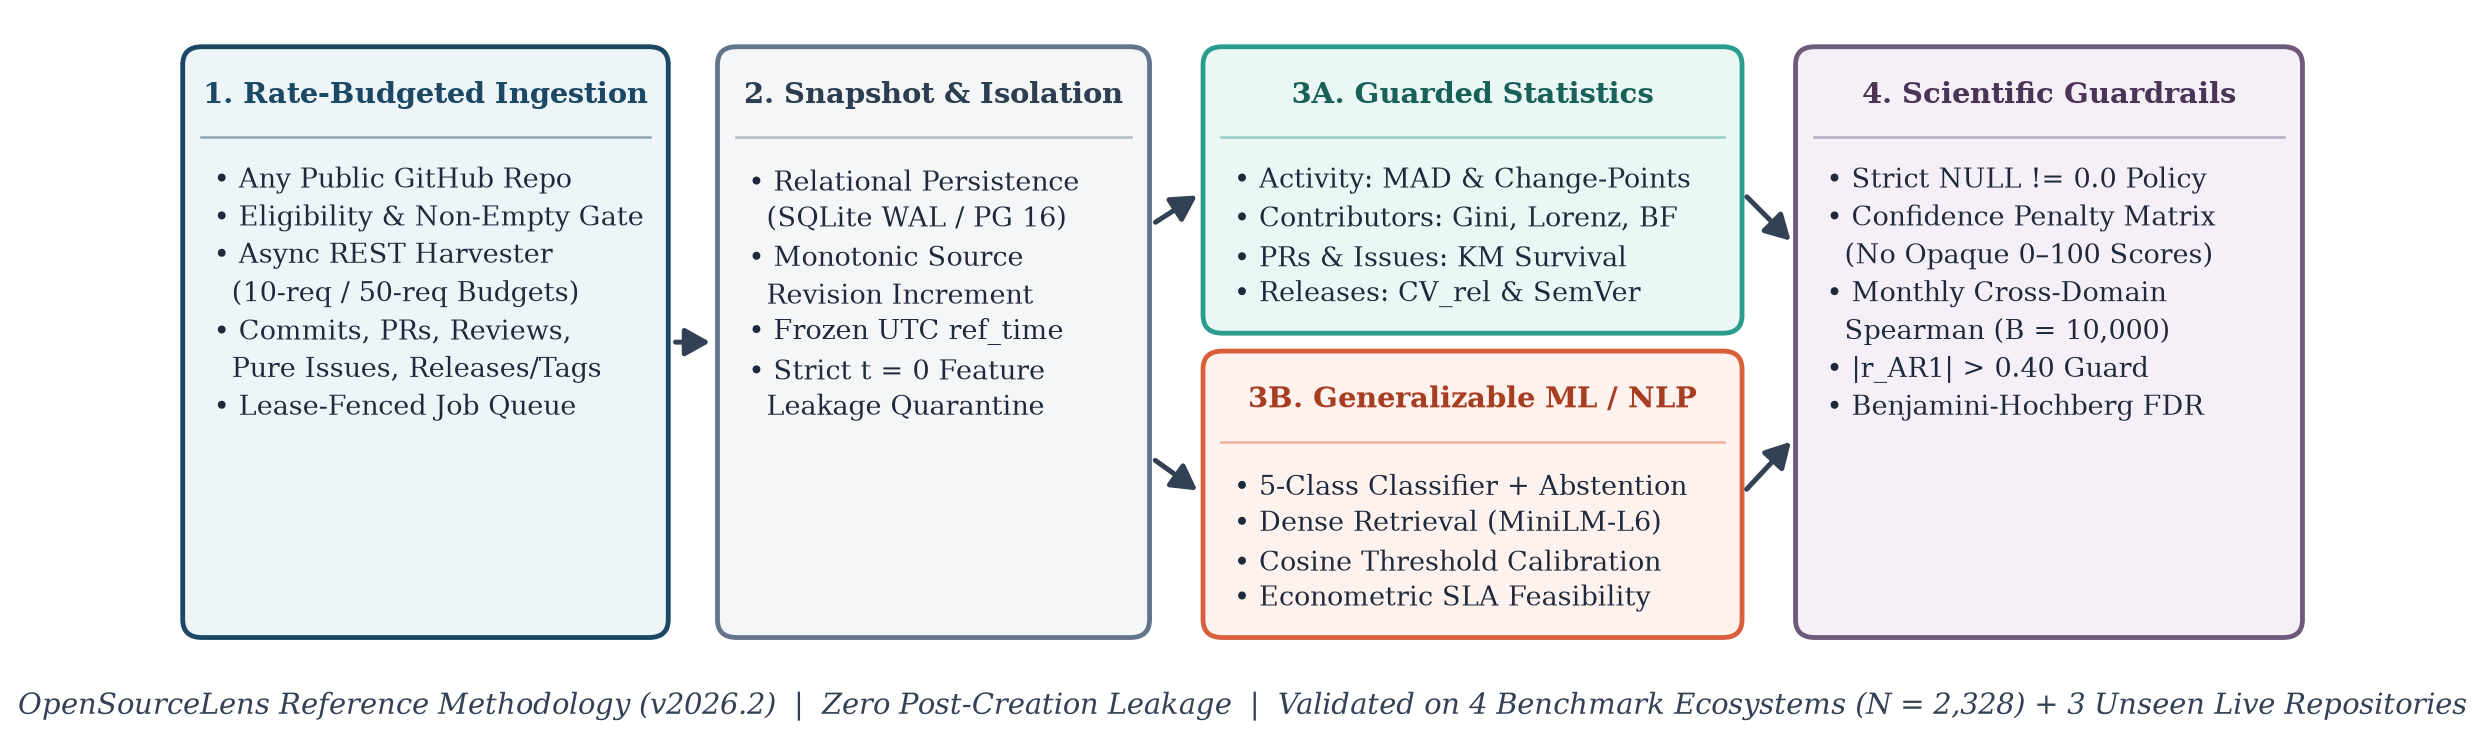 1. Rate-Budgeted Ingestion
• Any Public GitHub Repo
• Eligibility & Non-Empty Gate
• Async REST Harvester
(10-req / 50-req Budgets)
• Commits, PRs, Reviews,
Pure Issues, Releases/Tags
• Lease-Fenced Job Queue
2. Snapshot & Isolation
• Relational Persistence
(SQLite WAL / PG 16)
• Monotonic Source
Revision Increment
• Frozen UTC ref_time
• Strict t = 0 Feature
Leakage Quarantine
3A. Guarded Statistics
• Activity: MAD & Change-Points
• Contributors: Gini, Lorenz, BF
• PRs & Issues: KM Survival
• Releases: CV_rel & SemVer
3B. Generalizable ML / NLP
• 5-Class Classifier + Abstention
• Dense Retrieval (MiniLM-L6)
• Cosine Threshold Calibration
• Econometric SLA Feasibility
4. Scientific Guardrails
• Strict NULL != 0.0 Policy
• Confidence Penalty Matrix
(No Opaque 0–100 Scores)
• Monthly Cross-Domain
Spearman (B = 10,000)
• |r_AR1| > 0.40 Guard
• Benjamini-Hochberg FDR
OpenSourceLens Reference Methodology (v2026.2) | Zero Post-Creation Leakage | Validated on 4 Benchmark Ecosystems (N = 2,328) + 3 Unseen Live Repositories